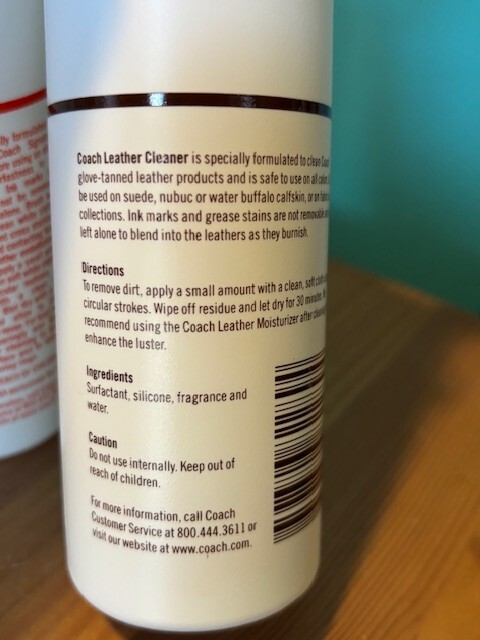 Coach Leather Cleaner is specially formulated to clean Coach
glove-tanned leather products and is safe to use on all colors.
be used on suede, nubuc or water buffalo calfskin, or on
collections. Ink marks and grease stains are not removable
left alone to blend into the leathers as they burnish.
Directions
To remove dirt, apply a small amount with a clean, soft cloth
circular strokes. Wipe off residue and let dry for 30 minutes.
recommend using the Coach Leather Moisturizer after
enhance the luster.
Ingredients
Surfactant, silicone, fragrance and
water.
Caution
Do not use internally. Keep out of
reach of children.
For more information, call Coach
Customer Service at 800.444.3611 or
visit our website at www.coach.com.